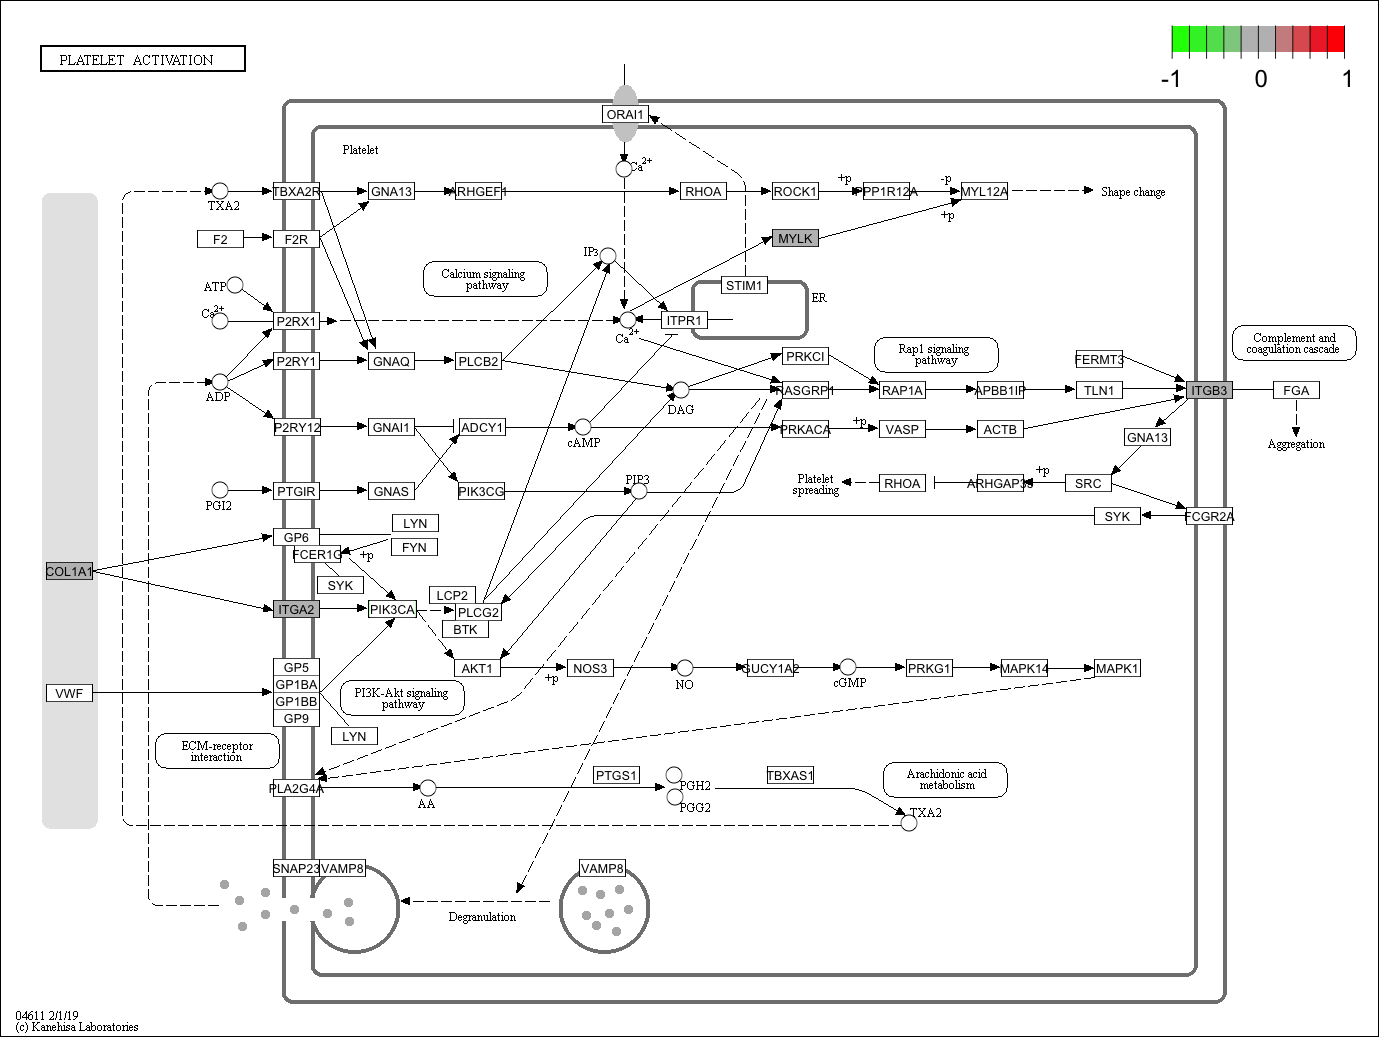 PLATELET ACTIVATION
-1
0
1
ORAI1
Platelet
Ca2+
TXA2
TBXA2R
GNA13
ARHGEF1
RHOA
ROCK1
+p
PPP1R12A
-p
MYL12A
Shape change
+p
F2
F2R
MYLK
IP3
Calcium signaling
pathway
ATP
Ca2+
STIM1
ER
P2RX1
Ca2+
ITPR1
P2RY1
GNAQ
PLCB2
PRKCI
Rap1 signaling
pathway
FERMT3
Complement and
coagulation cascade
ADP
DAG
RASGRP1
RAP1A
APBB1IP
TLN1
ITGB3
FGA
P2RY12
GNAI1
ADCY1
cAMP
PRKACA
+p
VASP
ACTB
GNA13
Aggregation
PGI2
PTGIR
GNAS
PIK3CG
PIP3
Platelet
spreading
RHOA
ARHGAP35
+p
SRC
SYK
FCGR2A
GP6
LYN
FYN
FCER1G
+p
COL1A1
SYK
LCP2
ITGA2
PIK3CA
PLCG2
BTK
GP5
AKT1
+p
NOS3
NO
GUCY1A2
cGMP
PRKG1
MAPK14
MAPK1
VWF
GP1BA
GP1BB
GP9
PI3K-Akt signaling
pathway
LYN
ECM-receptor
interaction
PLA2G4A
AA
PTGS1
PGH2
PGG2
TBXAS1
Arachidonic acid
metabolism
TXA2
SNAP23
VAMP8
VAMP8
Degranulation
04611 2/1/19
(c) Kanehisa Laboratories